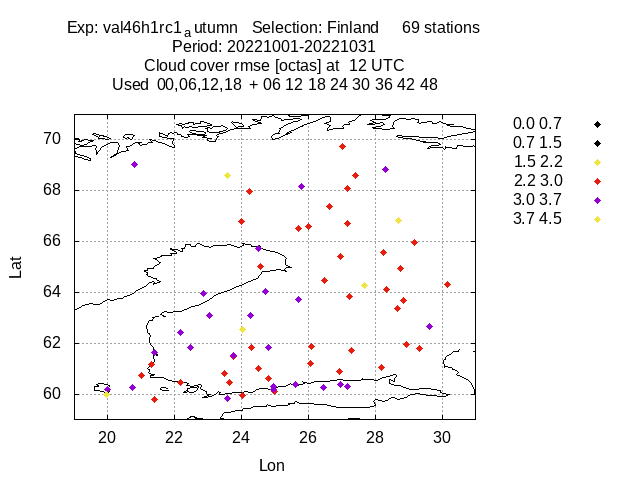 Exp: val46h1rc1autumn Selection: Finland 69 stations
Period: 20221001-20221031
Cloud cover rmse [octas] at 12 UTC
Used 00,06,12,18 + 06 12 18 24 30 36 42 48
0.0 0.7
0.7 1.5
1.5 2.2
2.2 3.0
3.0 3.7
3.7 4.5
Lat
70
68
66
64
62
60
20 22 24 26 28 30
Lon